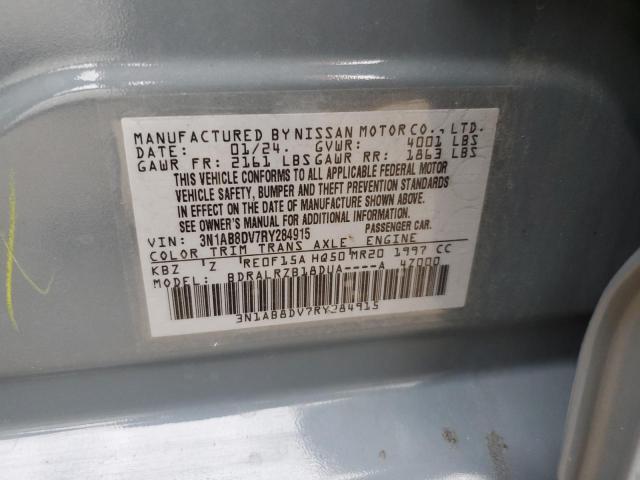 MANUFACTURED BY NISSAN MOTOR CO., LTD.
DATE: 01/24. GVWR: 4001 LBS
GAWR FR: 2161 LBS GAWR RR: 1863 LBS
THIS VEHICLE CONFORMS TO ALL APPLICABLE FEDERAL MOTOR
VEHICLE SAFETY, BUMPER AND THEFT PREVENTION STANDARDS
IN EFFECT ON THE DATE OF MANUFACTURE SHOWN ABOVE.
SEE OWNER'S MANUAL FOR ADDITIONAL INFORMATION.
VIN: 3N1AB8DV7RY284915 PASSENGER CAR.
COLOR TRIM TRANS AXLE ENGINE
KBZ Z RE0F15A HQ50 MR20 1997 CC
MODEL: BDRALRZB18DUA----A 47000
3N1AB8DV7RY284915